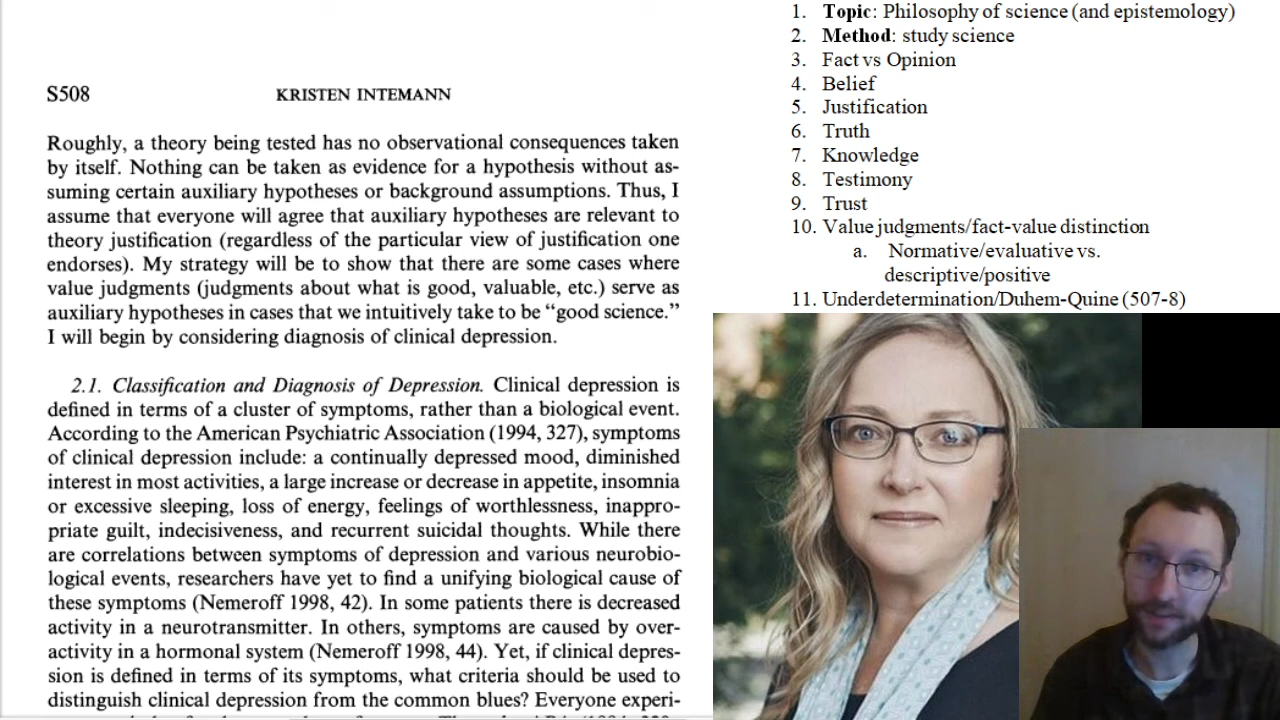 S508
KRISTEN INTEMANN
Roughly, a theory being tested has no observational consequences taken
by itself. Nothing can be taken as evidence for a hypothesis without as-
suming certain auxiliary hypotheses or background assumptions. Thus, I
assume that everyone will agree that auxiliary hypotheses are relevant to
theory justification (regardless of the particular view of justification one
endorses). My strategy will be to show that there are some cases where
value judgments (judgments about what is good, valuable, etc.) serve as
auxiliary hypotheses in cases that we intuitively take to be “good science.”
I will begin by considering diagnosis of clinical depression.
2.1. Classification and Diagnosis of Depression. Clinical depression is
defined in terms of a cluster of symptoms, rather than a biological event.
According to the American Psychiatric Association (1994, 327), symptoms
of clinical depression include: a continually depressed mood, diminished
interest in most activities, a large increase or decrease in appetite, insomnia
or excessive sleeping, loss of energy, feelings of worthlessness, inappro-
priate guilt, indecisiveness, and recurrent suicidal thoughts. While there
are correlations between symptoms of depression and various neurobio-
logical events, researchers have yet to find a unifying biological cause of
these symptoms (Nemeroff 1998, 42). In some patients there is decreased
activity in a neurotransmitter. In others, symptoms are caused by over-
activity in a hormonal system (Nemeroff 1998, 44). Yet, if clinical depres-
sion is defined in terms of its symptoms, what criteria should be used to
distinguish clinical depression from the common blues? Everyone experi-
1. Topic: Philosophy of science (and epistemology)
2. Method: study science
3. Fact vs Opinion
4. Belief
5. Justification
6. Truth
7. Knowledge
8. Testimony
9. Trust
10. Value judgments/fact-value distinction
a. Normative/evaluative vs.
descriptive/positive
11. Underdetermination/Duhem-Quine (507-8)